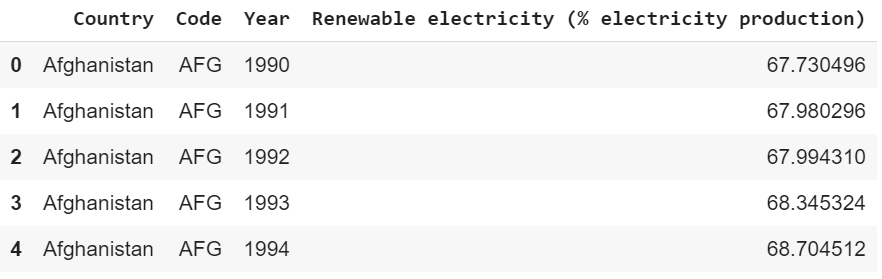 Country Code Year Renewable electricity (% electricity production)
0 Afghanistan AFG 1990 67.730496
1 Afghanistan AFG 1991 67.980296
2 Afghanistan AFG 1992 67.994310
3 Afghanistan AFG 1993 68.345324
4 Afghanistan AFG 1994 68.704512